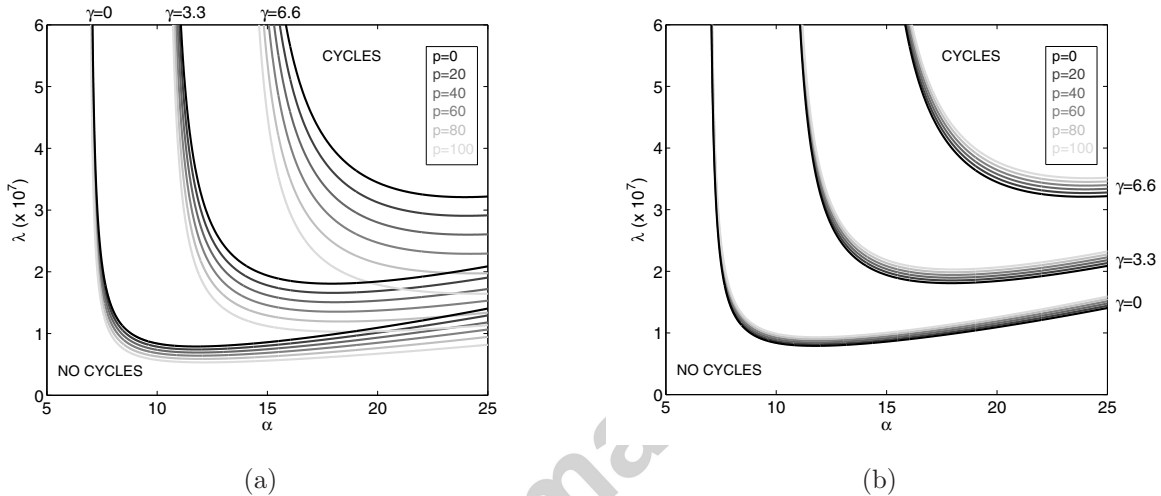 γ=0 γ=3.3 γ=6.6
6
5
4
3
2
1
0
λ (x 10^7)
CYCLES
p=0
p=20
p=40
p=60
p=80
p=100
NO CYCLES
5 10 15 20 25
α
(a)
6
5
4
3
2
1
0
λ (x 10^7)
CYCLES
p=0
p=20
p=40
p=60
p=80
p=100
γ=6.6
γ=3.3
γ=0
NO CYCLES
5 10 15 20 25
α
(b)
ma